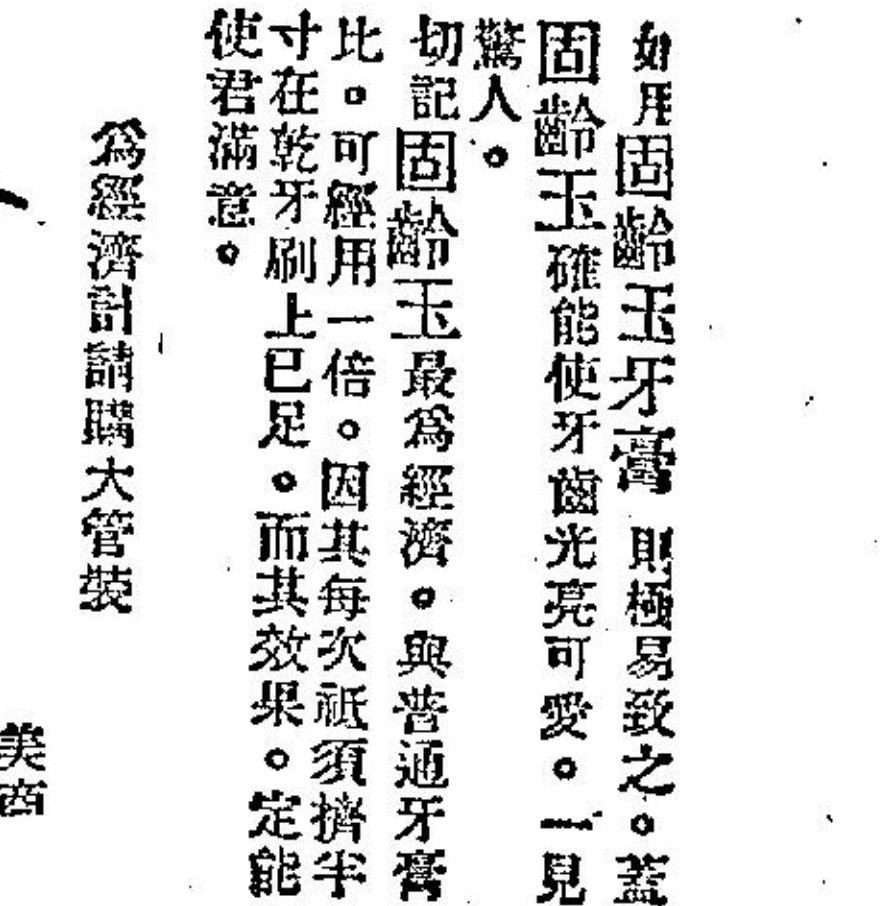 如用固齡玉牙膏則極易致之。蓋
固齡玉確能使牙齒光亮可愛。一見
驚人。
切記固齡玉最爲經濟。與普通牙膏
比。可經用一倍。因其每次祇須擠半
寸在乾牙刷上已足。而其效果。定能
使君滿意。
爲經濟計請購大管裝
美商